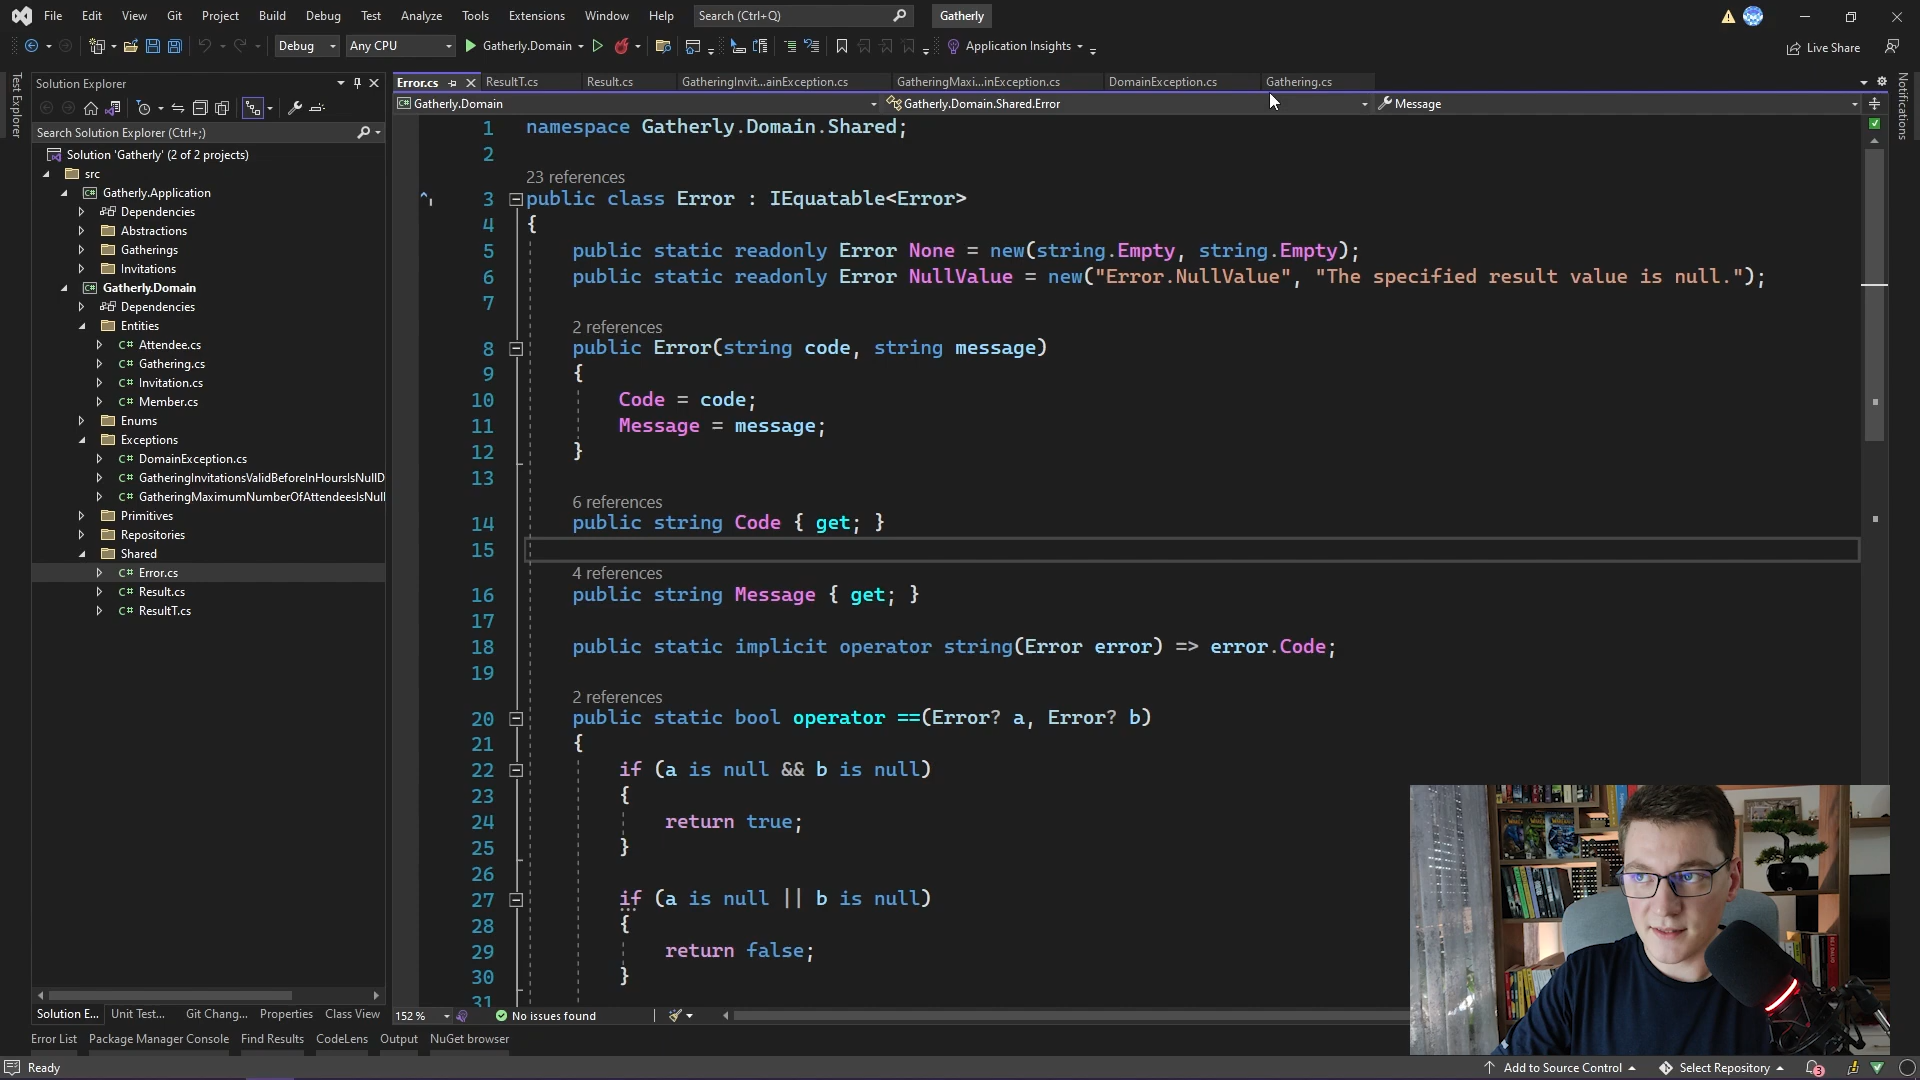 File Edit View Git Project Build Debug Test Analyze Tools Extensions Window Help Search (Ctrl+Q) Gatherly
Debug Any CPU Gatherly.Domain Application Insights Live Share
Test Explorer
Solution Explorer
Search Solution Explorer (Ctrl+;)
Solution 'Gatherly' (2 of 2 projects)
src
Gatherly.Application
Dependencies
Abstractions
Gatherings
Invitations
Gatherly.Domain
Dependencies
Entities
C# Attendee.cs
C# Gathering.cs
C# Invitation.cs
C# Member.cs
Enums
Exceptions
C# DomainException.cs
C# GatheringInvitationsValidBeforeInHoursIsNullD
C# GatheringMaximumNumberOfAttendeesIsNull
Primitives
Repositories
Shared
C# Error.cs
C# Result.cs
C# ResultT.cs
Solution E... Unit Test... Git Chang... Properties Class View
Error.cs ResultT.cs Result.cs GatheringInvit...ainException.cs GatheringMaxi...inException.cs DomainException.cs Gathering.cs
C# Gatherly.Domain Gatherly.Domain.Shared.Error Message
Notifications
1 namespace Gatherly.Domain.Shared;
2
23 references
3 public class Error : IEquatable<Error>
4 {
5 public static readonly Error None = new(string.Empty, string.Empty);
6 public static readonly Error NullValue = new("Error.NullValue", "The specified result value is null.");
7
2 references
8 public Error(string code, string message)
9 {
10 Code = code;
11 Message = message;
12 }
13
6 references
14 public string Code { get; }
15
4 references
16 public string Message { get; }
17
18 public static implicit operator string(Error error) => error.Code;
19
2 references
20 public static bool operator ==(Error? a, Error? b)
21 {
22 if (a is null && b is null)
23 {
24 return true;
25 }
26
27 if (a is null || b is null)
28 {
29 return false;
30 }
31
152 % No issues found
Error List Package Manager Console Find Results CodeLens Output NuGet browser
Ready Add to Source Control Select Repository 3